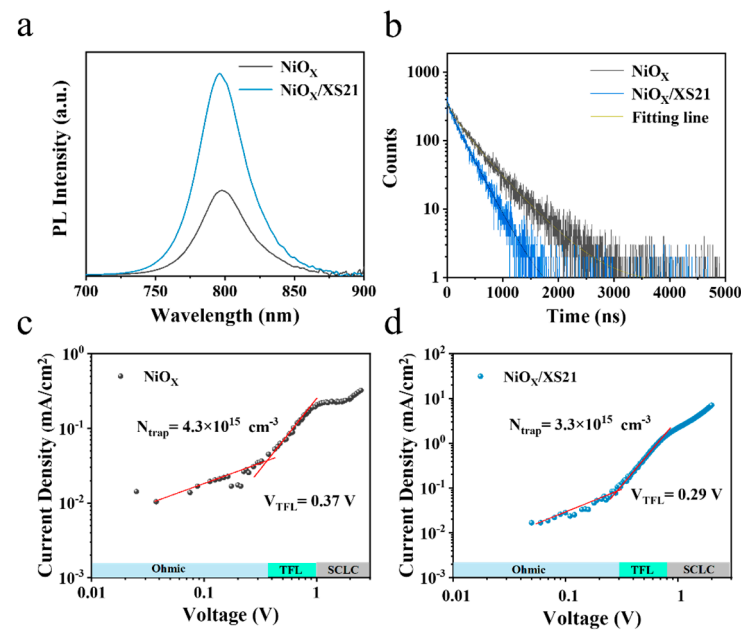 a
NiOX
NiOX/XS21
PL Intensity (a.u.)
700 750 800 850 900
Wavelength (nm)
b
NiOX
NiOX/XS21
Fitting line
Counts
1000
100
10
1
0 1000 2000 3000 4000 5000
Time (ns)
c
NiOX
Ntrap= 4.3×10^15 cm^-3
VTFL= 0.37 V
Current Density (mA/cm²)
10^0
10^-1
10^-2
10^-3
Ohmic TFL SCLC
0.01 0.1 1
Voltage (V)
d
NiOX/XS21
Ntrap= 3.3×10^15 cm^-3
VTFL= 0.29 V
Current Density (mA/cm²)
10^2
10^1
10^0
10^-1
10^-2
10^-3
Ohmic TFL SCLC
0.01 0.1 1
Voltage (V)